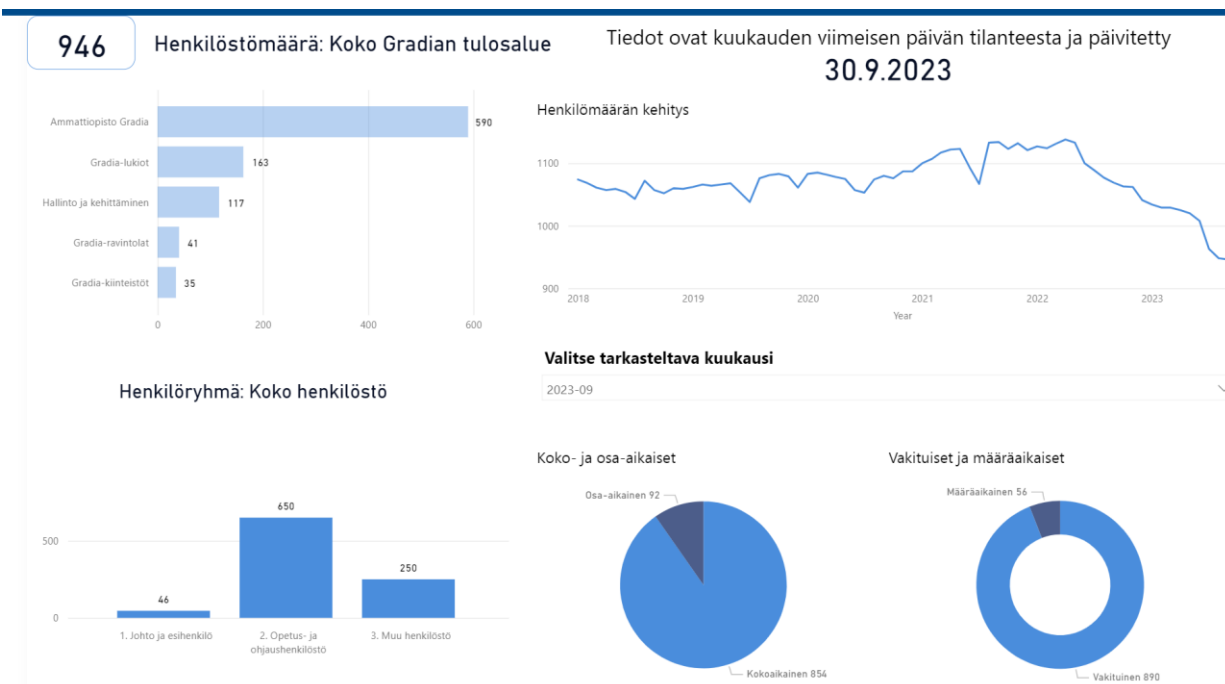 946
Henkilöstömäärä: Koko Gradian tulosalue
Tiedot ovat kuukauden viimeisen päivän tilanteesta ja päivitetty
30.9.2023
Ammattiopisto Gradia
590
Gradia-lukiot
163
Hallinto ja kehittäminen
117
Gradia-ravintolat
41
Gradia-kiinteistöt
35
0
200
400
600
Henkilömäärän kehitys
1100
1000
900
2018
2019
2020
2021
2022
2023
Year
Valitse tarkasteltava kuukausi
2023-09
Henkilöryhmä: Koko henkilöstö
500
0
46
650
250
1. Johto ja esihenkilö
2. Opetus- ja
ohjaushenkilöstö
3. Muu henkilöstö
Koko- ja osa-aikaiset
Osa-aikainen 92
Kokoaikainen 854
Vakituiset ja määräaikaiset
Määräaikainen 56
Vakituinen 890